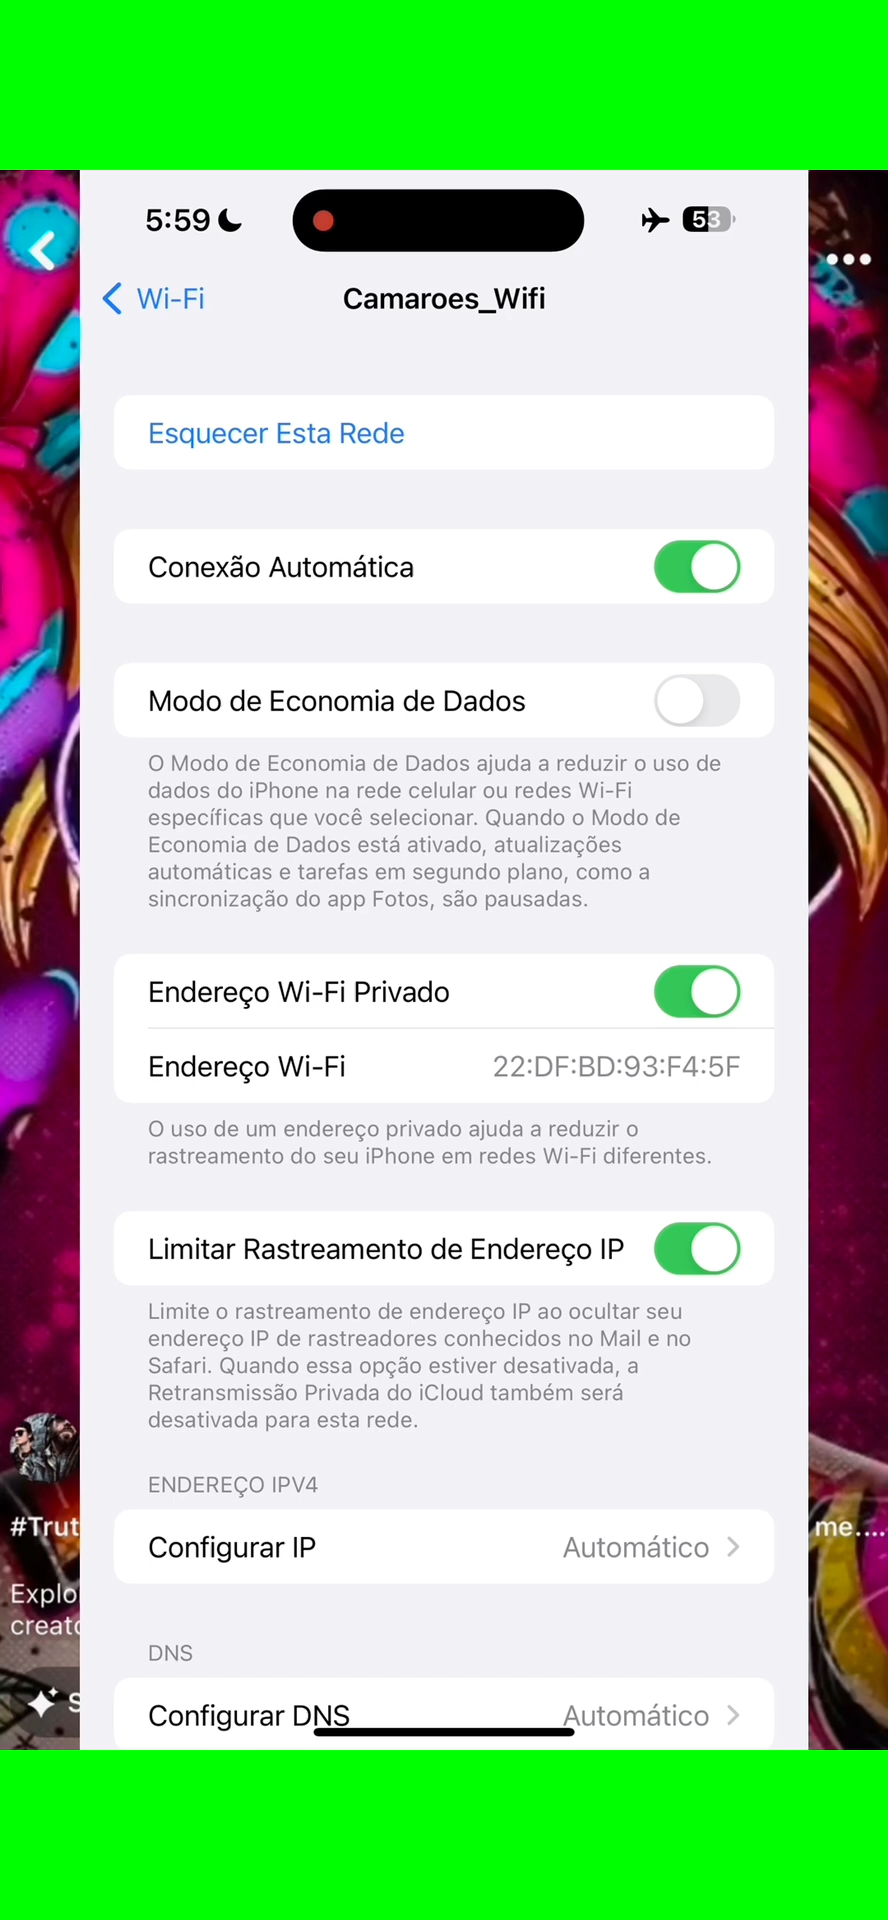 5:59
53
Wi-Fi
Camaroes_Wifi
Esquecer Esta Rede
Conexão Automática
Modo de Economia de Dados
O Modo de Economia de Dados ajuda a reduzir o uso de
dados do iPhone na rede celular ou redes Wi-Fi
específicas que você selecionar. Quando o Modo de
Economia de Dados está ativado, atualizações
automáticas e tarefas em segundo plano, como a
sincronização do app Fotos, são pausadas.
Endereço Wi-Fi Privado
Endereço Wi-Fi 22:DF:BD:93:F4:5F
O uso de um endereço privado ajuda a reduzir o
rastreamento do seu iPhone em redes Wi-Fi diferentes.
Limitar Rastreamento de Endereço IP
Limite o rastreamento de endereço IP ao ocultar seu
endereço IP de rastreadores conhecidos no Mail e no
Safari. Quando essa opção estiver desativada, a
Retransmissão Privada do iCloud também será
desativada para esta rede.
ENDEREÇO IPV4
#Trut
me....
Configurar IP Automático
Explo
creato
DNS
S
Configurar DNS Automático